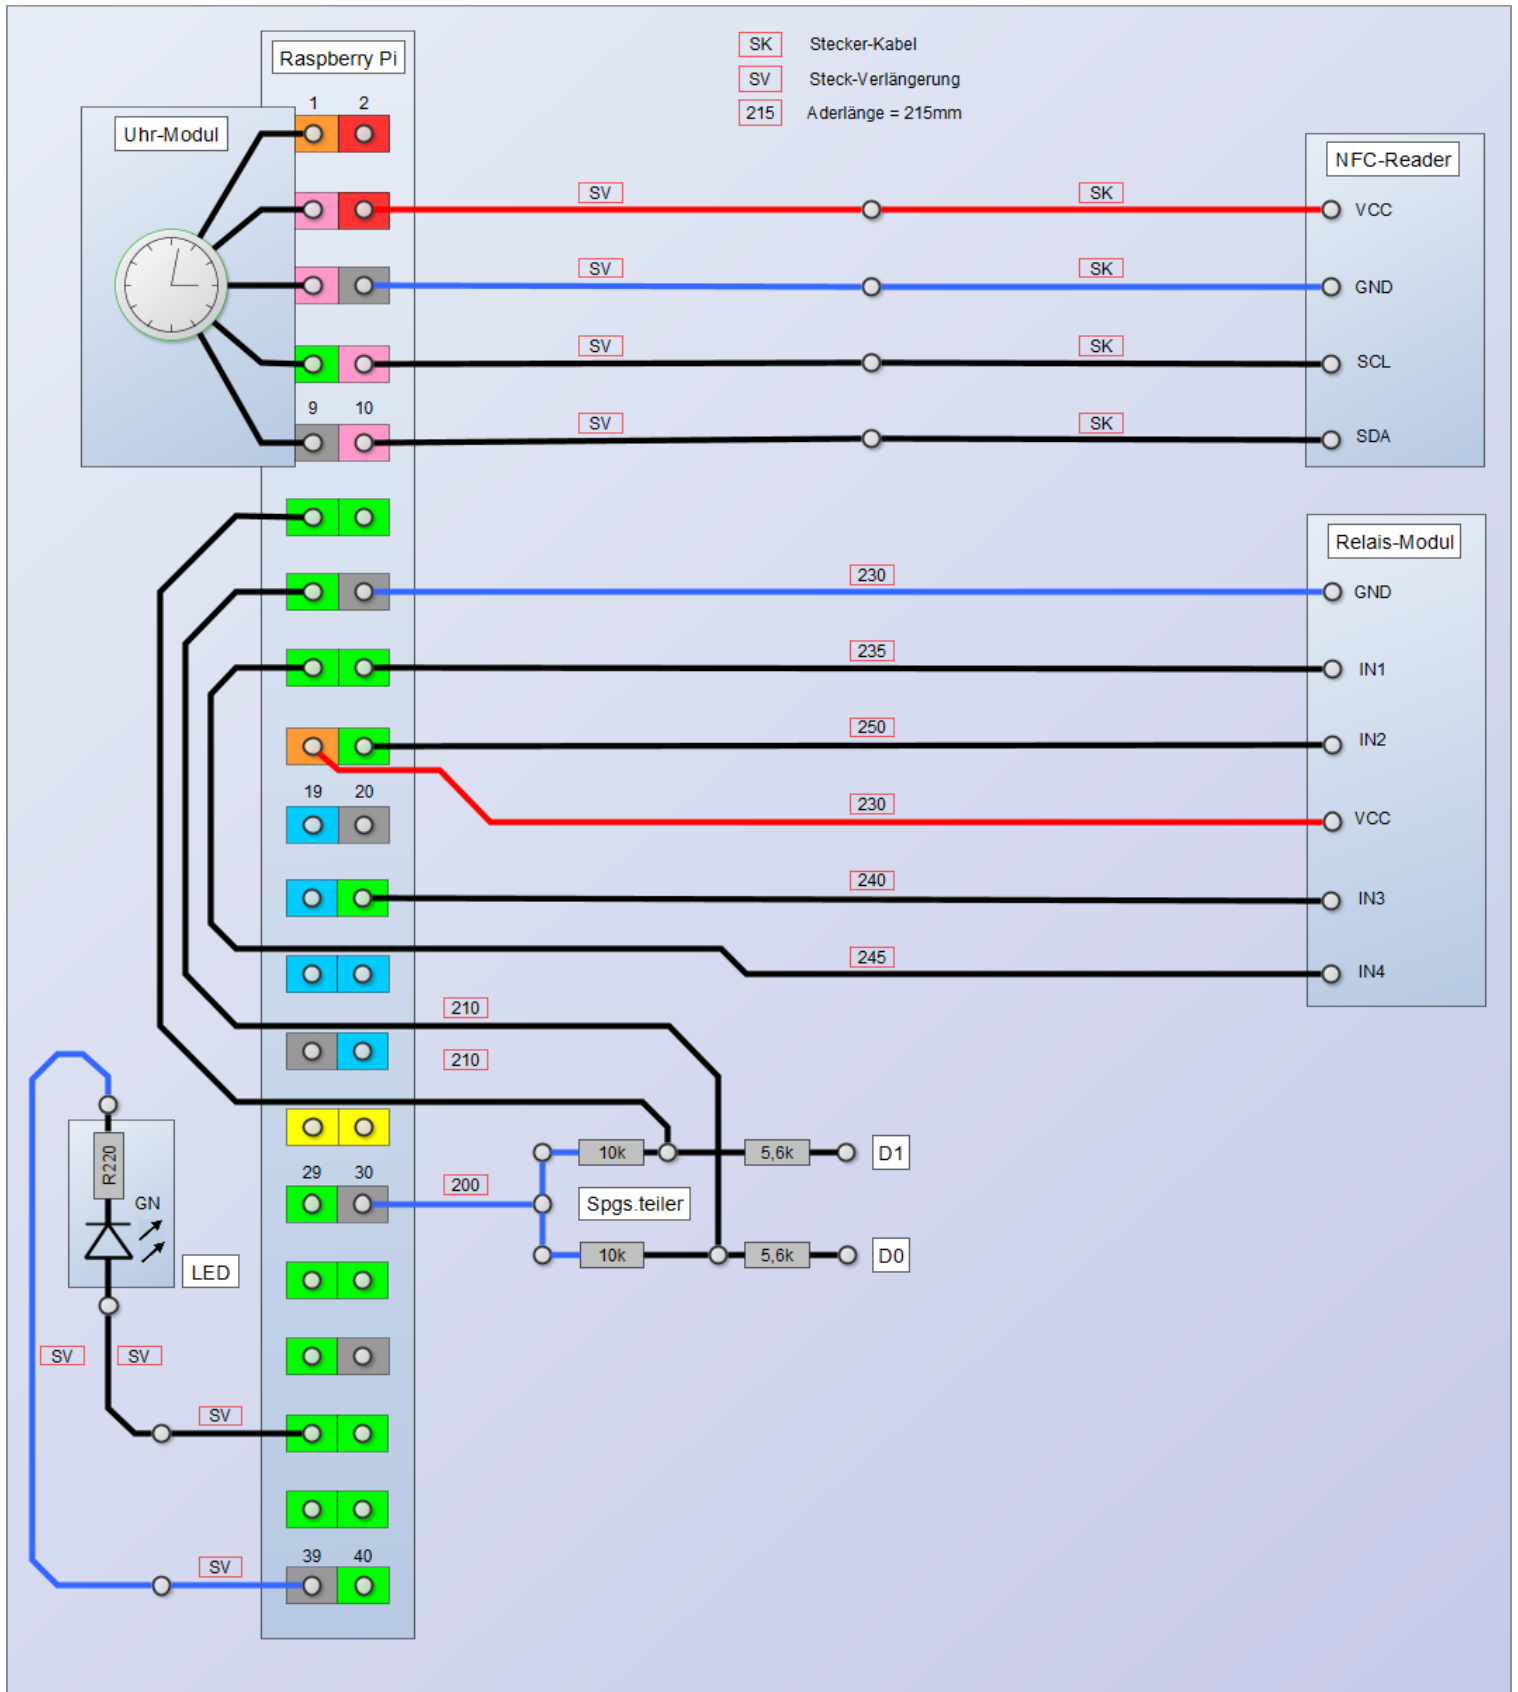 Raspberry Pi
SK Stecker-Kabel
SV Steck-Verlängerung
215 Aderlänge = 215mm
1 2
Uhr-Modul
NFC-Reader
SV SK VCC
SV SK GND
SV SK SCL
9 10
SV SK SDA
Relais-Modul
230 GND
235 IN1
250 IN2
19 20
230 VCC
240 IN3
245 IN4
210
210
10k 5,6k D1
R220
29 30
200
GN
Spgs.teiler
10k 5,6k D0
LED
SV SV
SV
39 40
SV